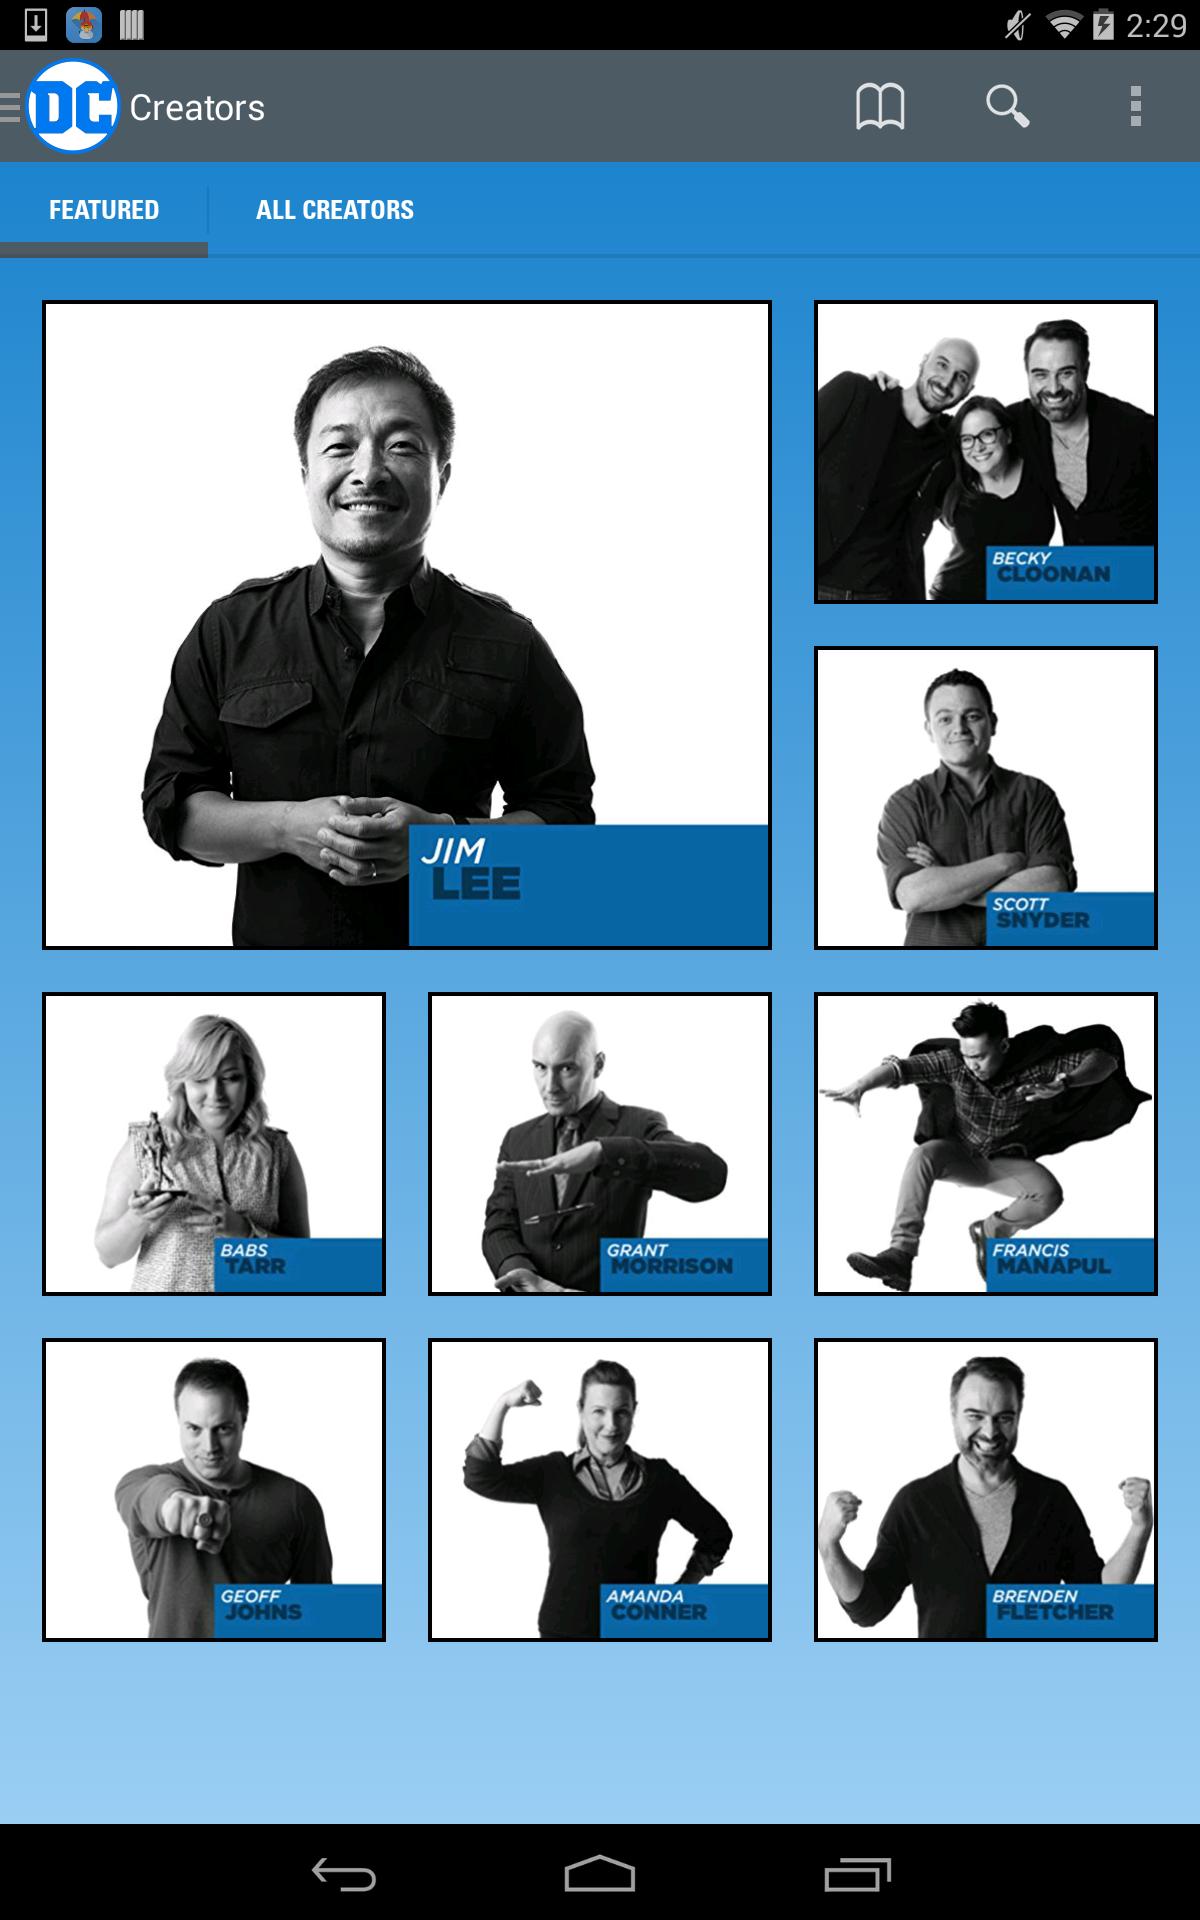 2:29
DC Creators
FEATURED
ALL CREATORS
JIM
LEE
BECKY
CLOONAN
SCOTT
SNYDER
BABS
TARR
GRANT
MORRISON
FRANCIS
MANAPUL
GEOFF
JOHNS
AMANDA
CONNER
BRENDEN
FLETCHER